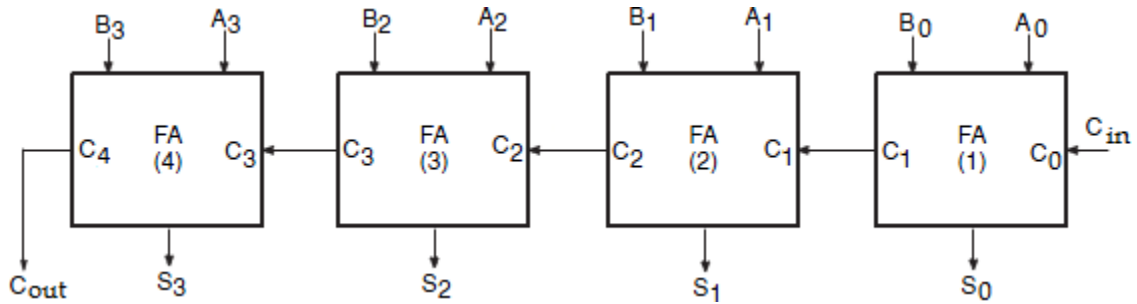 B3 A3 B2 A2 B1 A1 B0 A0
FA FA FA FA Cin
C4 C3 C3 C2 C2 C1 C1 C0
(4) (3) (2) (1)
Cout S3 S2 S1 S0